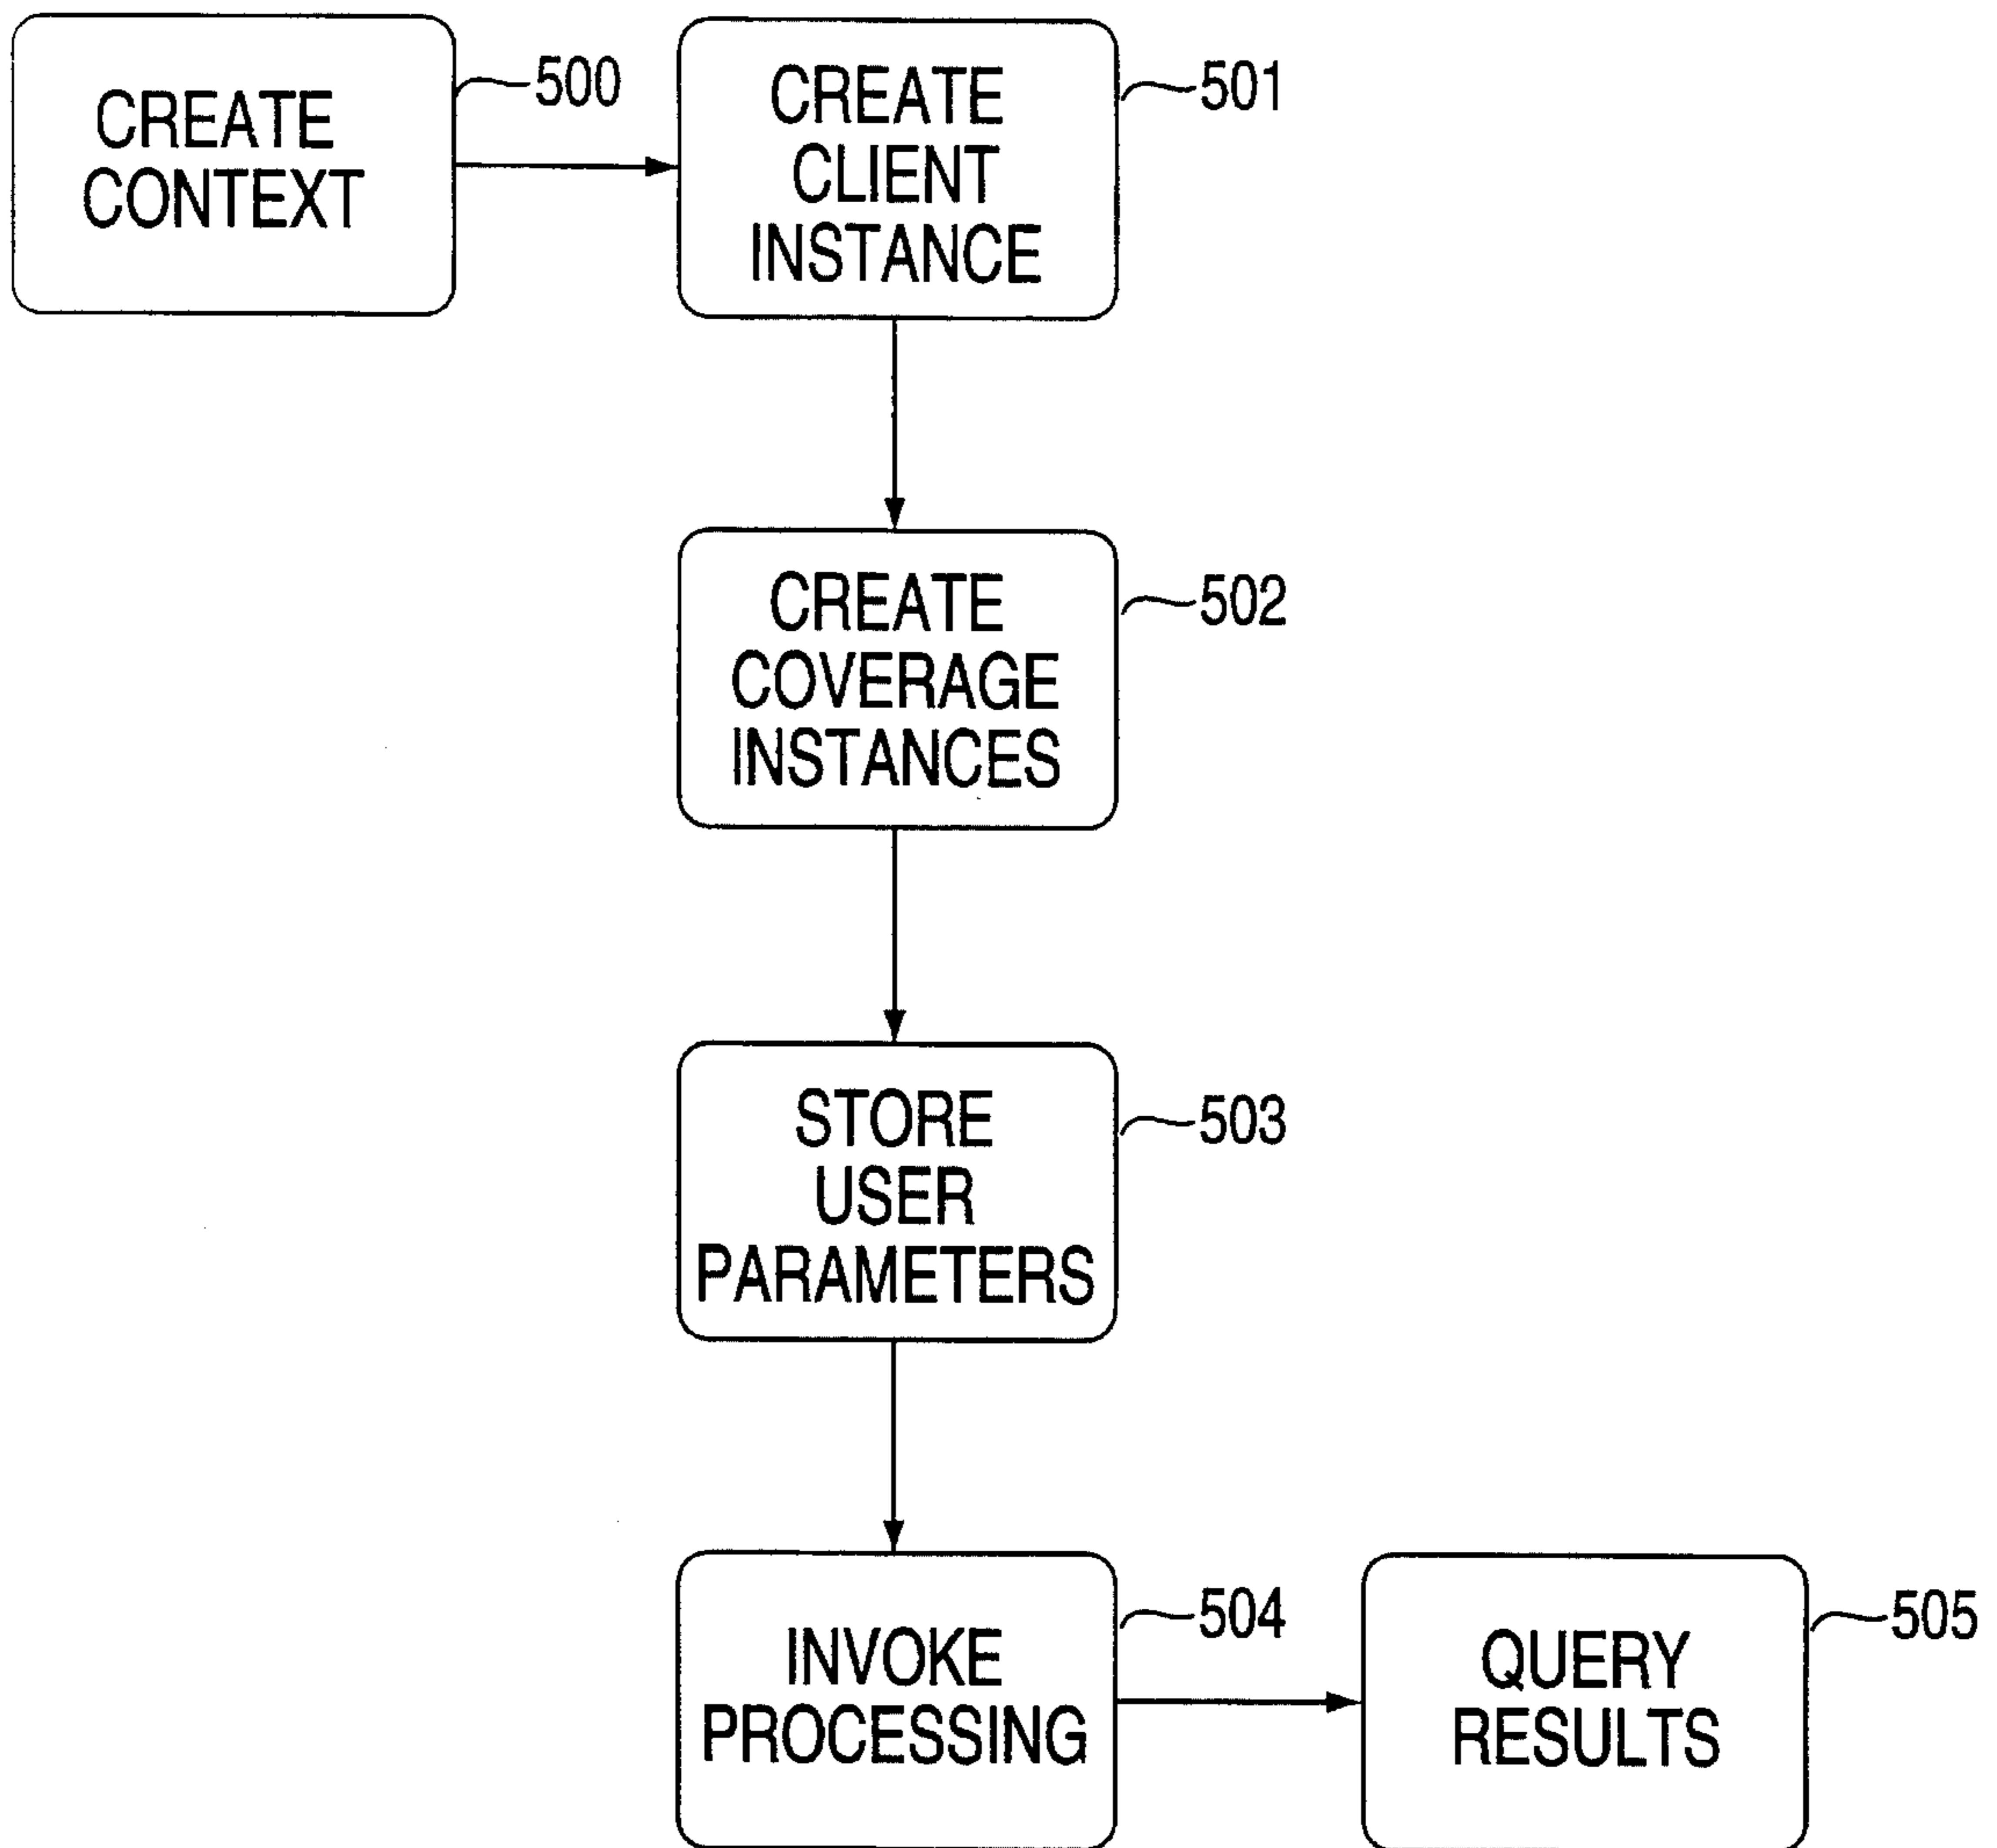 CREATE
CONTEXT
500
CREATE
CLIENT
INSTANCE
501
CREATE
COVERAGE
INSTANCES
502
STORE
USER
PARAMETERS
503
INVOKE
PROCESSING
504
QUERY
RESULTS
505